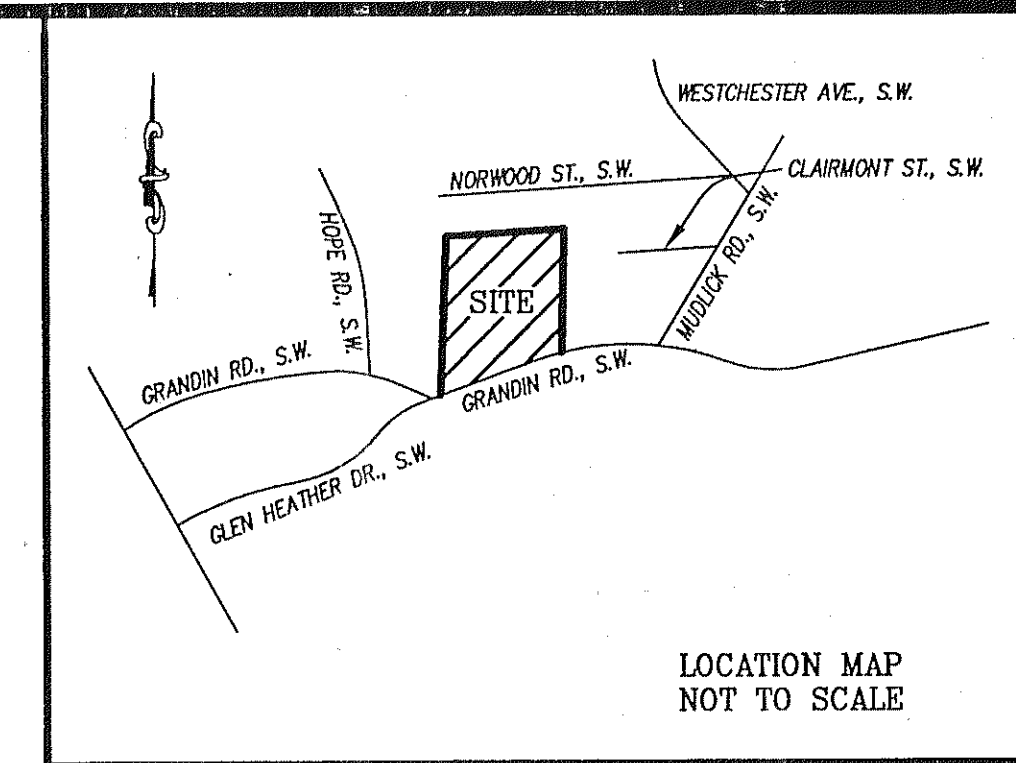 WESTCHESTER AVE., S.W.
NORWOOD ST., S.W.
CLAIRMONT ST., S.W.
HOPE RD., S.W.
MUDLICK RD., S.W.
SITE
GRANDIN RD., S.W.
GRANDIN RD., S.W.
GLEN HEATHER DR., S.W.
LOCATION MAP
NOT TO SCALE